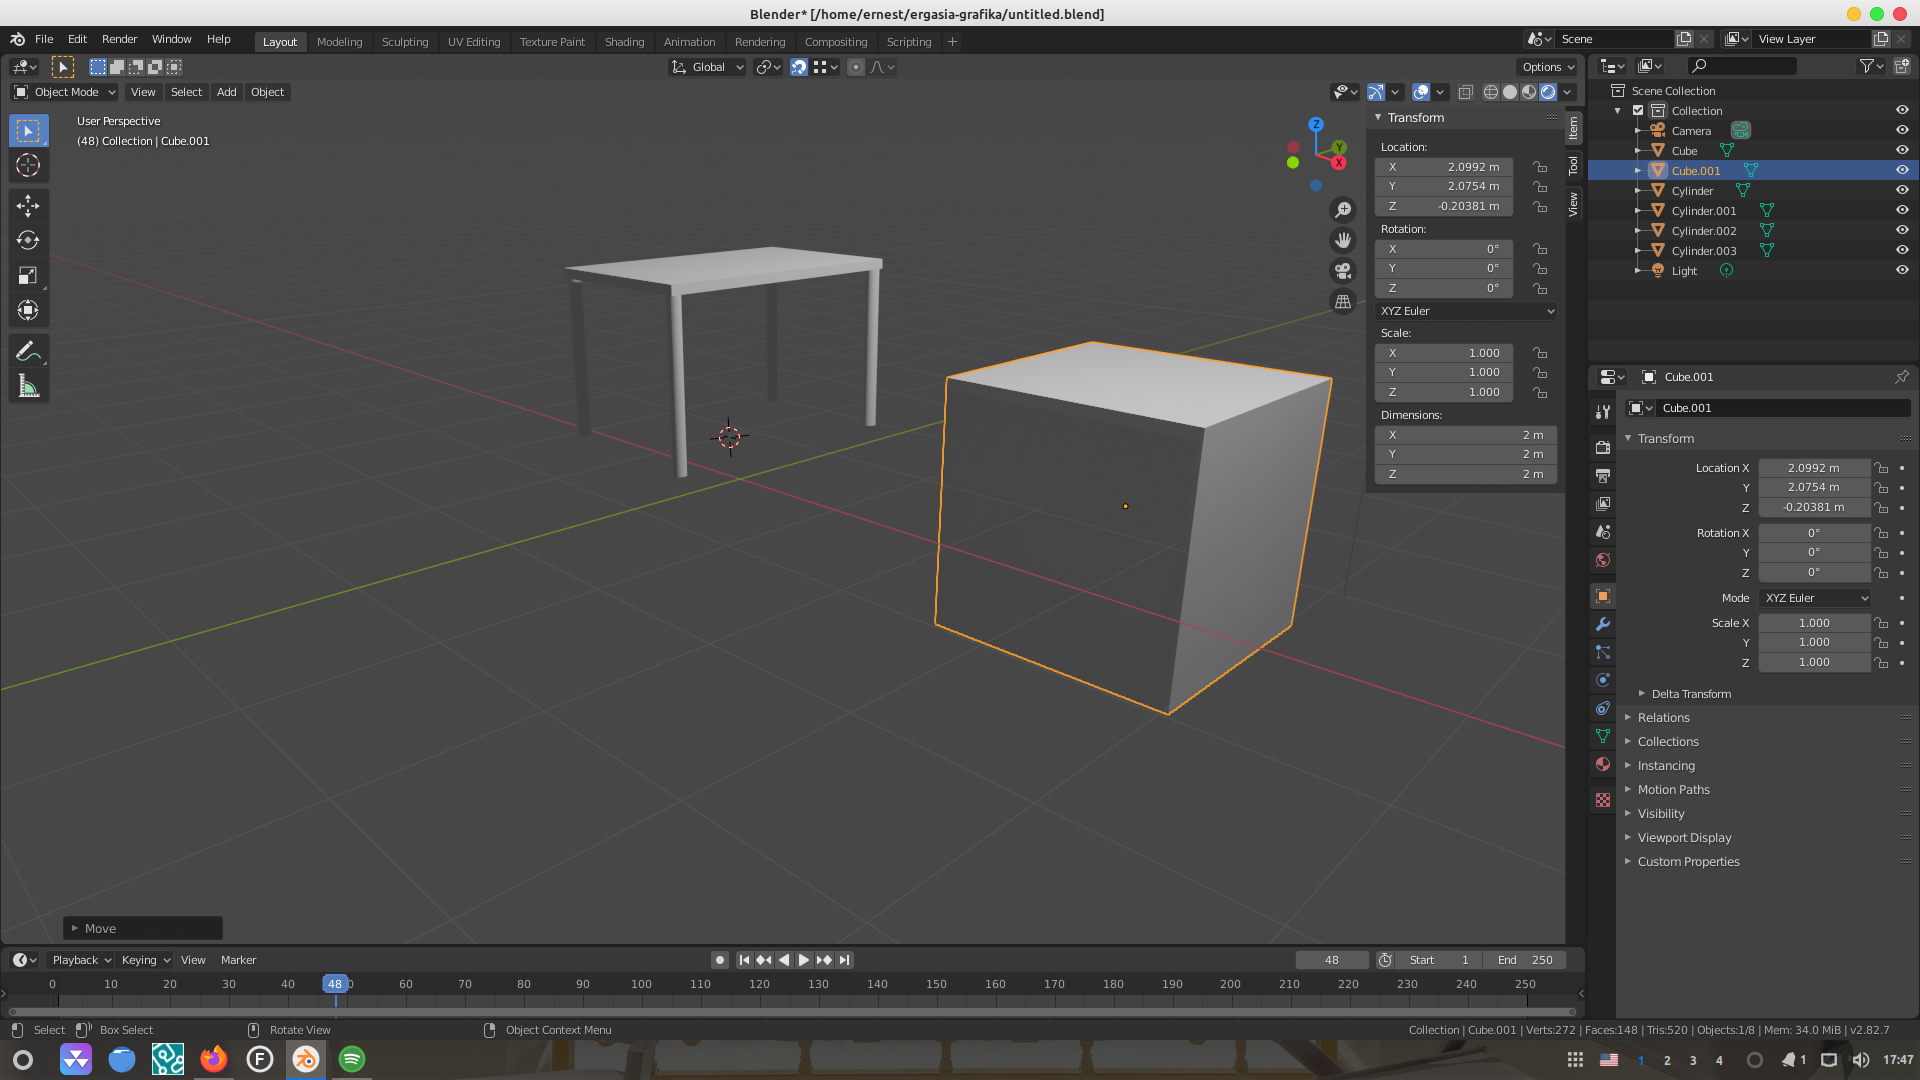 Blender* [/home/ernest/ergasia-grafika/untitled.blend]
File Edit Render Window Help Layout Modeling Sculpting UV Editing Texture Paint Shading Animation Rendering Compositing Scripting + Scene View Layer
Global Options
Object Mode View Select Add Object
User Perspective
(48) Collection | Cube.001
Z
Y
X
Transform
Location:
X 2.0992 m
Y 2.0754 m
Z -0.20381 m
Rotation:
X 0°
Y 0°
Z 0°
XYZ Euler
Scale:
X 1.000
Y 1.000
Z 1.000
Dimensions:
X 2 m
Y 2 m
Z 2 m
Item
Tool
View
Scene Collection
Collection
Camera
Cube
Cube.001
Cylinder
Cylinder.001
Cylinder.002
Cylinder.003
Light
Cube.001
Cube.001
Transform
Location X 2.0992 m
Y 2.0754 m
Z -0.20381 m
Rotation X 0°
Y 0°
Z 0°
Mode XYZ Euler
Scale X 1.000
Y 1.000
Z 1.000
Delta Transform
Relations
Collections
Instancing
Motion Paths
Visibility
Viewport Display
Custom Properties
Move
Playback Keying View Marker 48 Start 1 End 250
0 10 20 30 40 48 0 60 70 80 90 100 110 120 130 140 150 160 170 180 190 200 210 220 230 240 250
Select Box Select Rotate View Object Context Menu Collection | Cube.001 | Verts:272 | Faces:148 | Tris:520 | Objects:1/8 | Mem: 34.0 MiB | v2.82.7
F 1 2 3 4 1 17:47